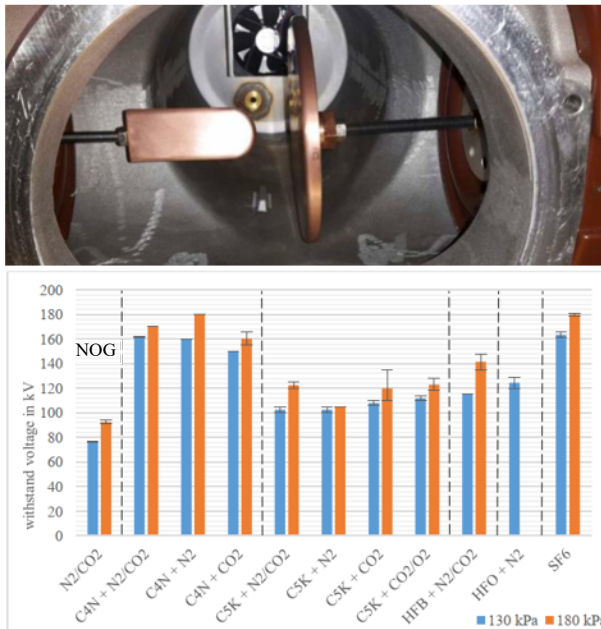 withstand voltage in kV
200
180
160
140
120
100
80
60
40
20
0
NOG
N2/CO2
C4N + N2/CO2
C4N + N2
C4N + CO2
C5K + N2/CO2
C5K + N2
C5K + CO2
C5K + CO2/O2
HFB + N2/CO2
HFO + N2
SF6
130 kPa
180 kPa